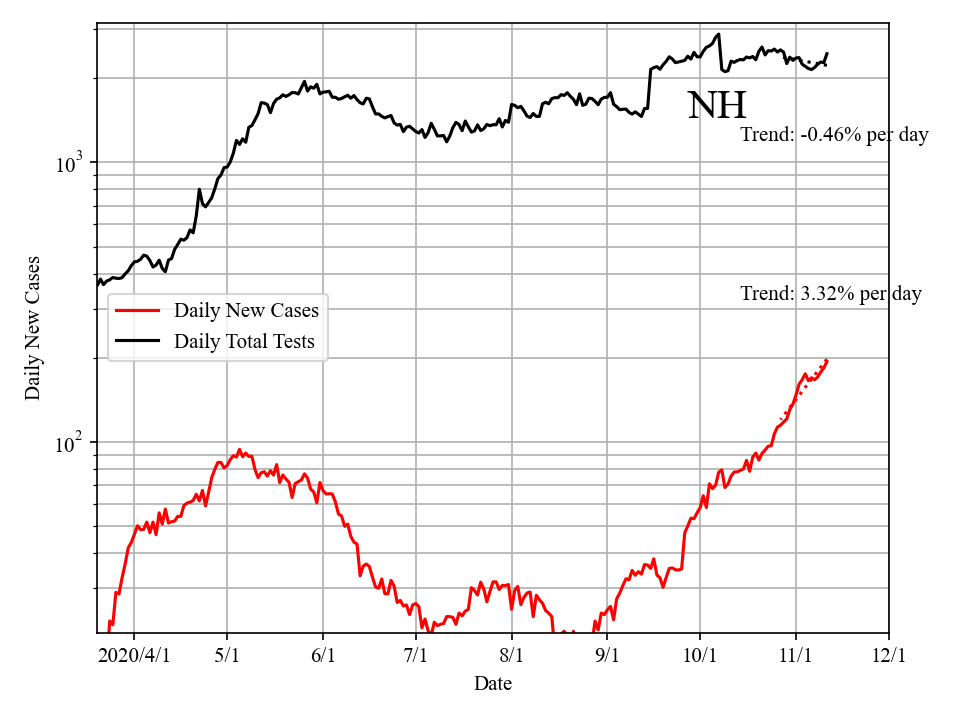 10³
10²
Daily New Cases
NH
Trend: -0.46% per day
Trend: 3.32% per day
Daily New Cases
Daily Total Tests
2020/4/1 5/1 6/1 7/1 8/1 9/1 10/1 11/1 12/1
Date